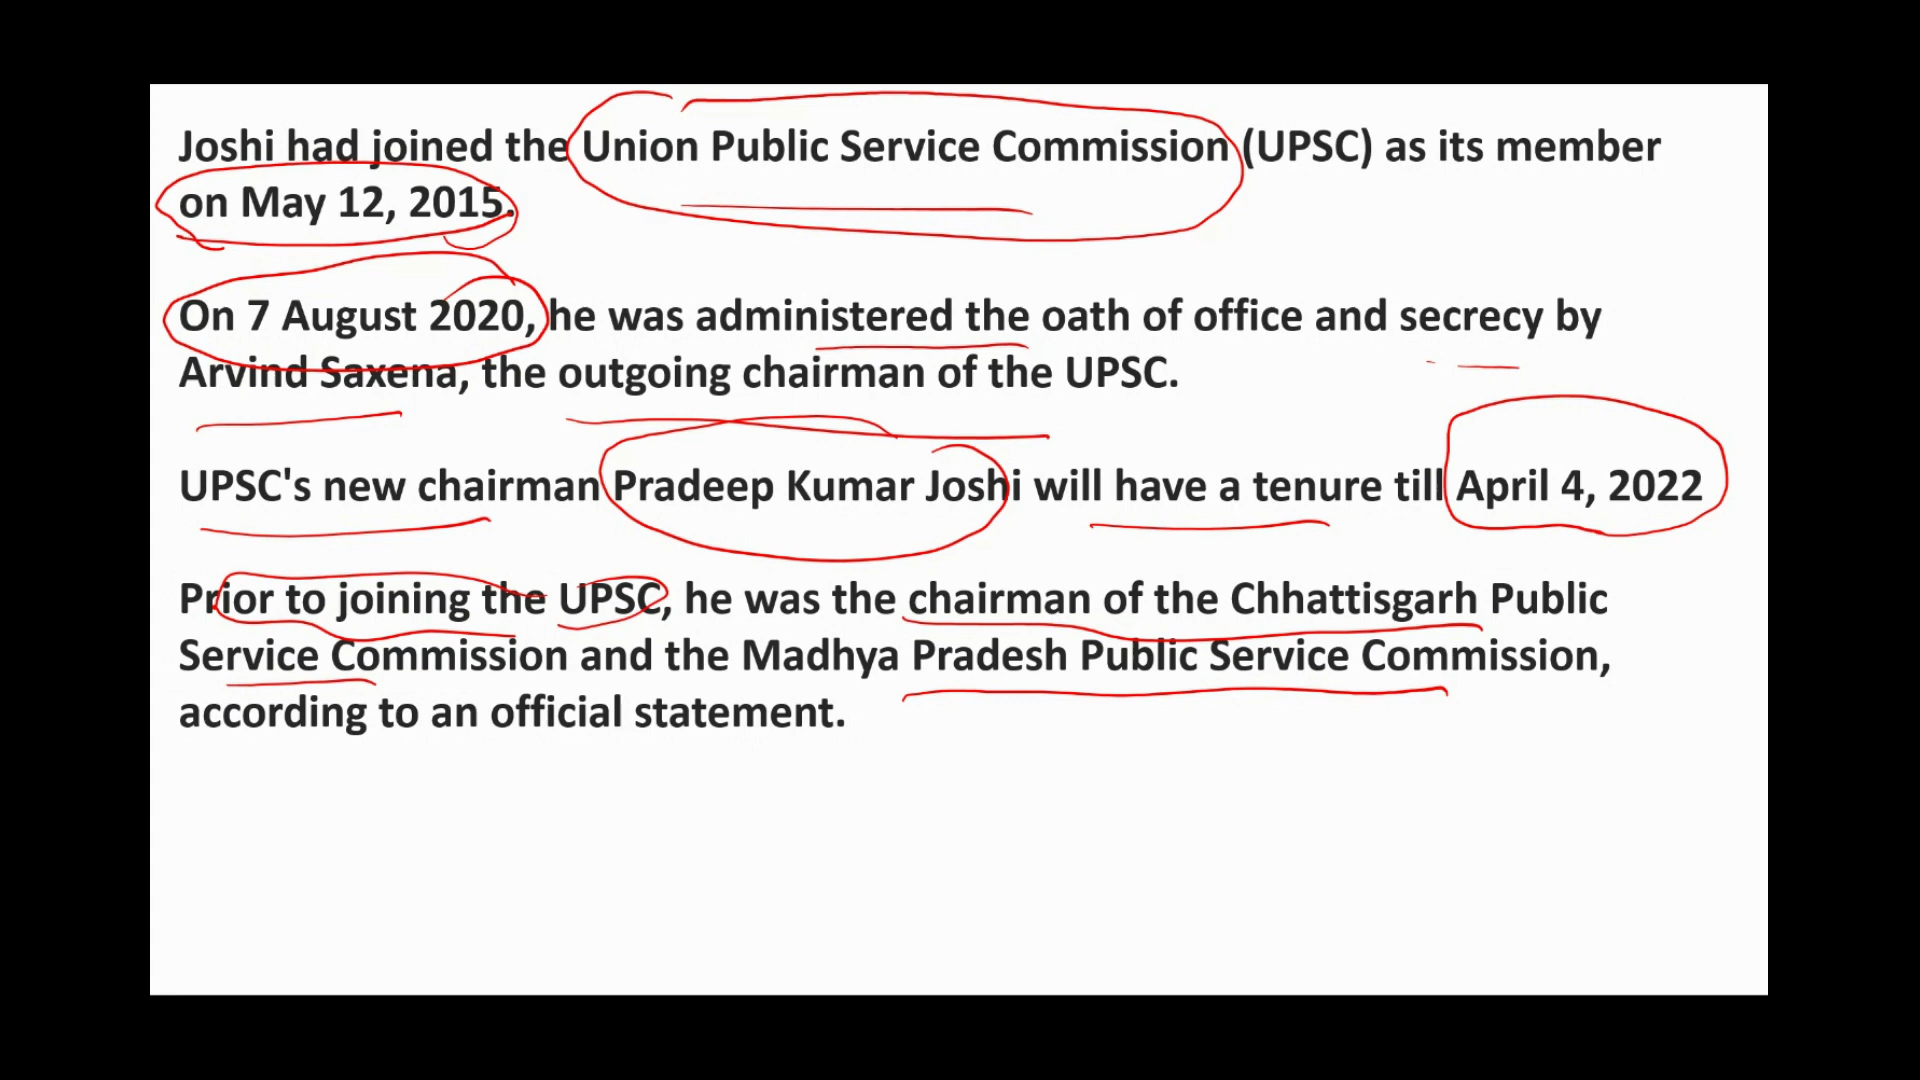 Joshi had joined the Union Public Service Commission (UPSC) as its member
on May 12, 2015.
On 7 August 2020, he was administered the oath of office and secrecy by
Arvind Saxena, the outgoing chairman of the UPSC.
UPSC's new chairman Pradeep Kumar Joshi will have a tenure till April 4, 2022
Prior to joining the UPSC, he was the chairman of the Chhattisgarh Public
Service Commission and the Madhya Pradesh Public Service Commission,
according to an official statement.